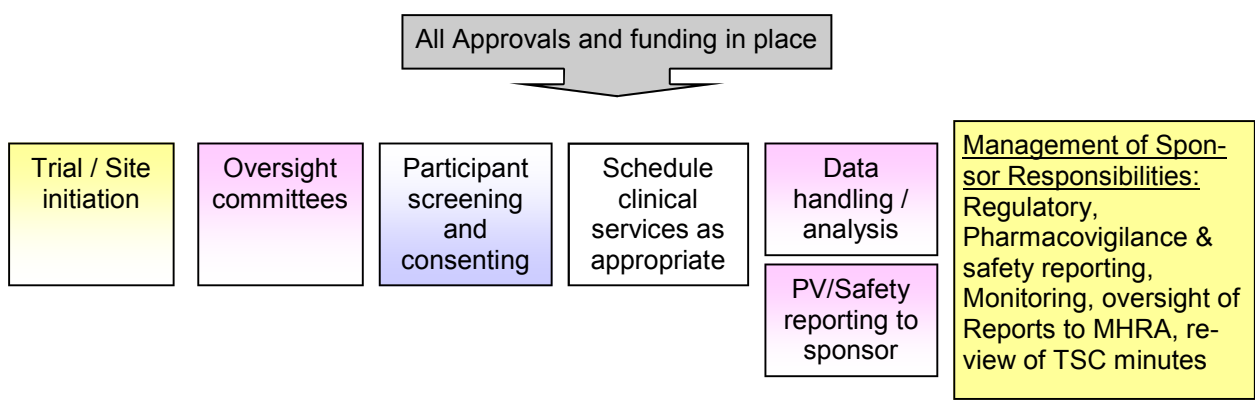 All Approvals and funding in place
Trial / Site
initiation
Oversight
committees
Participant
screening
and
consenting
Schedule
clinical
services as
appropriate
Data
handling /
analysis
PV/Safety
reporting to
sponsor
Management of Spon-
sor Responsibilities:
Regulatory,
Pharmacovigilance &
safety reporting,
Monitoring, oversight of
Reports to MHRA, re-
view of TSC minutes